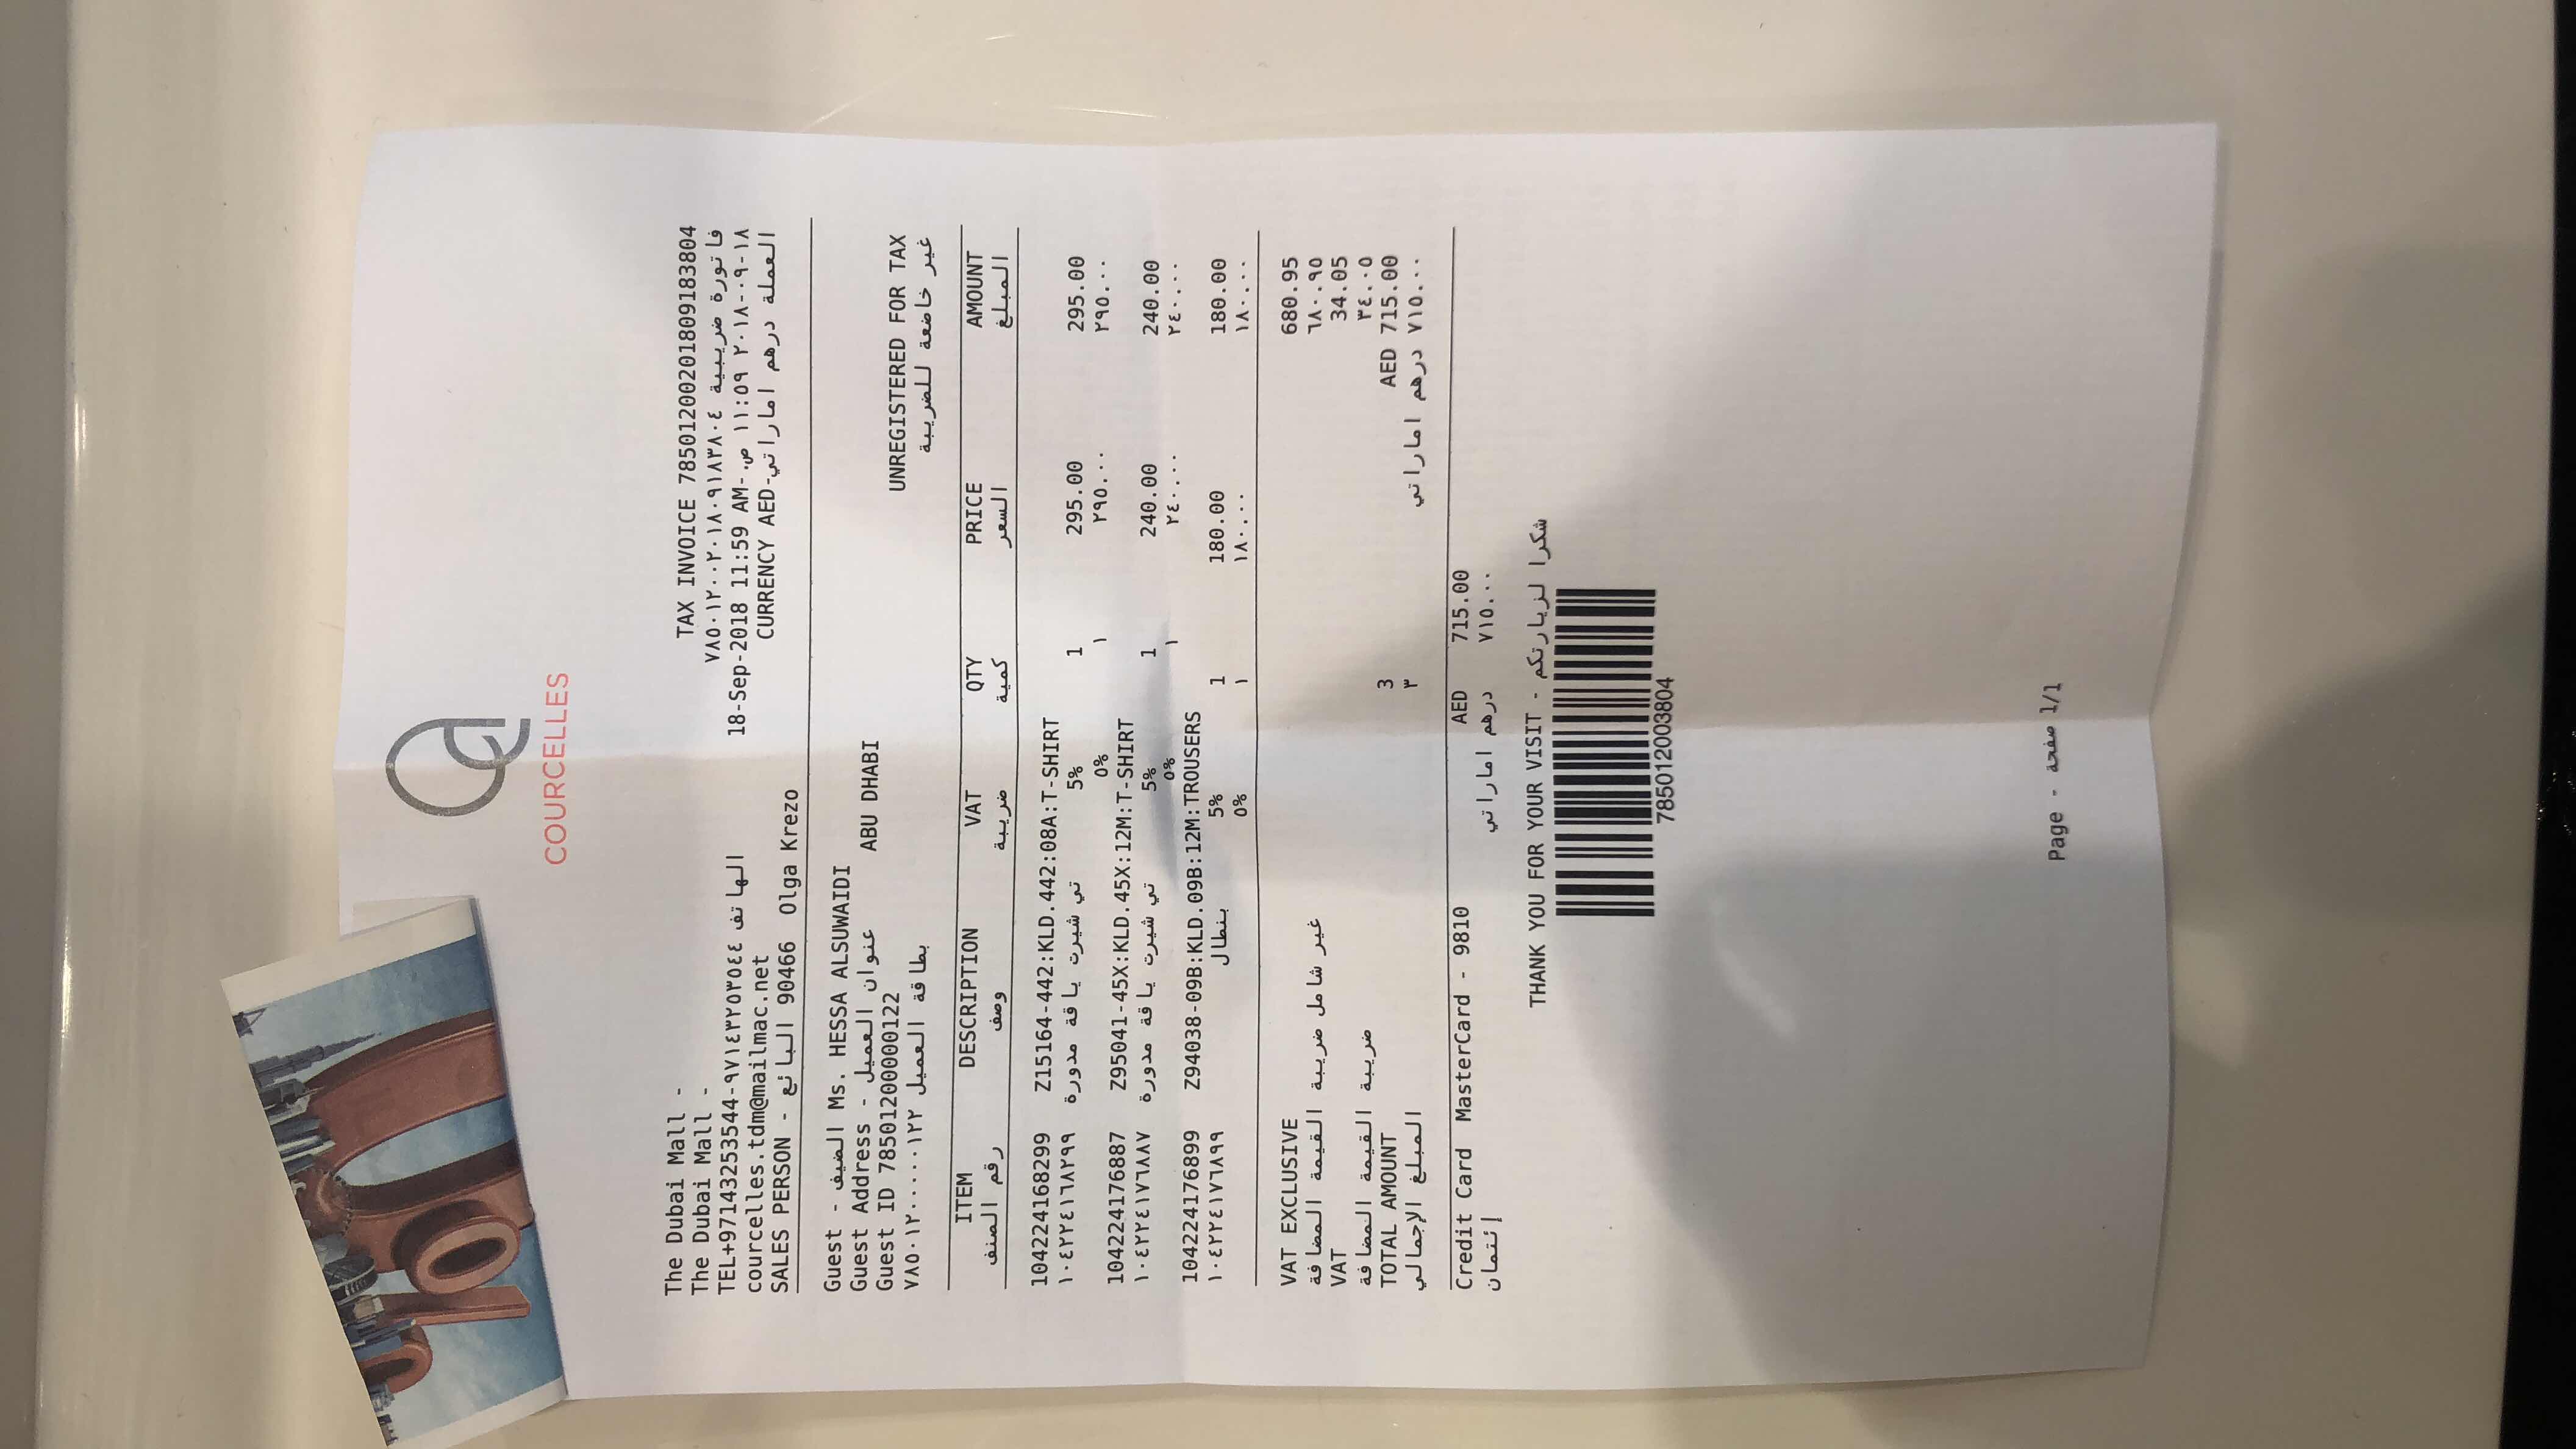 COURCELLES
The Dubai Mall -
The Dubai Mall -
TEL+97143253544-٩٧١٤٣٢٥٣٥٤٤ الهاتف
courcelles.tdm@mailmac.net
SALES PERSON - البائع 90466 Olga Krezo
TAX INVOICE 78501200201809183804
فاتورة ضريبية ٧٨٥٠١٢٠٠٢٠١٨٠٩١٨٣٨٠٤
18-Sep-2018 11:59 AM- ١٨-٠٩-٢٠١٨ ١١:٥٩ ص.
CURRENCY AED-العملة درهم اماراتي
Guest - الضيف Ms. HESSA ALSUWAIDI
Guest Address - عنوان العميل ABU DHABI
Guest ID 78501200000122
بطاقة العميل ٧٨٥٠١٢٠٠٠٠٠١٢٢
UNREGISTERED FOR TAX
غير خاضعة للضريبة
ITEM DESCRIPTION VAT QTY PRICE AMOUNT
رقم الصنف وصف ضريبة كمية السعر المبلغ
104224168299 Z15164-442:KLD.442:08A:T-SHIRT
١٠٤٢٢٤١٦٨٢٩٩ تي شيرت ياقة مدورة 5% 1 295.00 295.00
0% ١ ٢٩٥.٠٠ ٢٩٥.٠٠
104224176887 Z95041-45X:KLD.45X:12M:T-SHIRT
١٠٤٢٢٤١٧٦٨٨٧ تي شيرت ياقة مدورة 5% 1 240.00 240.00
0% ١ ٢٤٠.٠٠ ٢٤٠.٠٠
104224176899 Z94038-09B:KLD.09B:12M:TROUSERS
١٠٤٢٢٤١٧٦٨٩٩ بنطال 5% 1 180.00 180.00
0% ١ ١٨٠.٠٠ ١٨٠.٠٠
VAT EXCLUSIVE 680.95
غير شامل ضريبة القيمة المضافة ٦٨٠.٩٥
VAT 34.05
ضريبة القيمة المضافة ٣٤.٠٥
TOTAL AMOUNT 3 AED 715.00
المبلغ الإجمالي ٣ ٧١٥.٠٠ درهم اماراتي
Credit Card MasterCard - 9810 AED 715.00
إئتمان درهم اماراتي ٧١٥.٠٠
THANK YOU FOR YOUR VISIT - شكرا لزيارتكم
785012003804
Page - صفحة 1/1